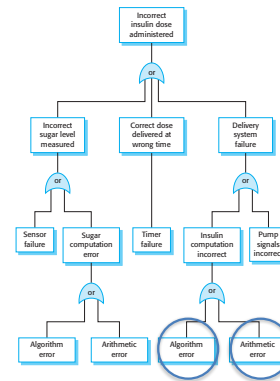 Incorrect
insulin dose
administered
or
Incorrect
sugar level
measured
Correct dose
delivered at
wrong time
Delivery
system
failure
or
or
Sensor
failure
Sugar
computation
error
Timer
failure
Insulin
computation
incorrect
Pump
signals
incorrect
or
or
Algorithm
error
Arithmetic
error
Algorithm
error
Arithmetic
error